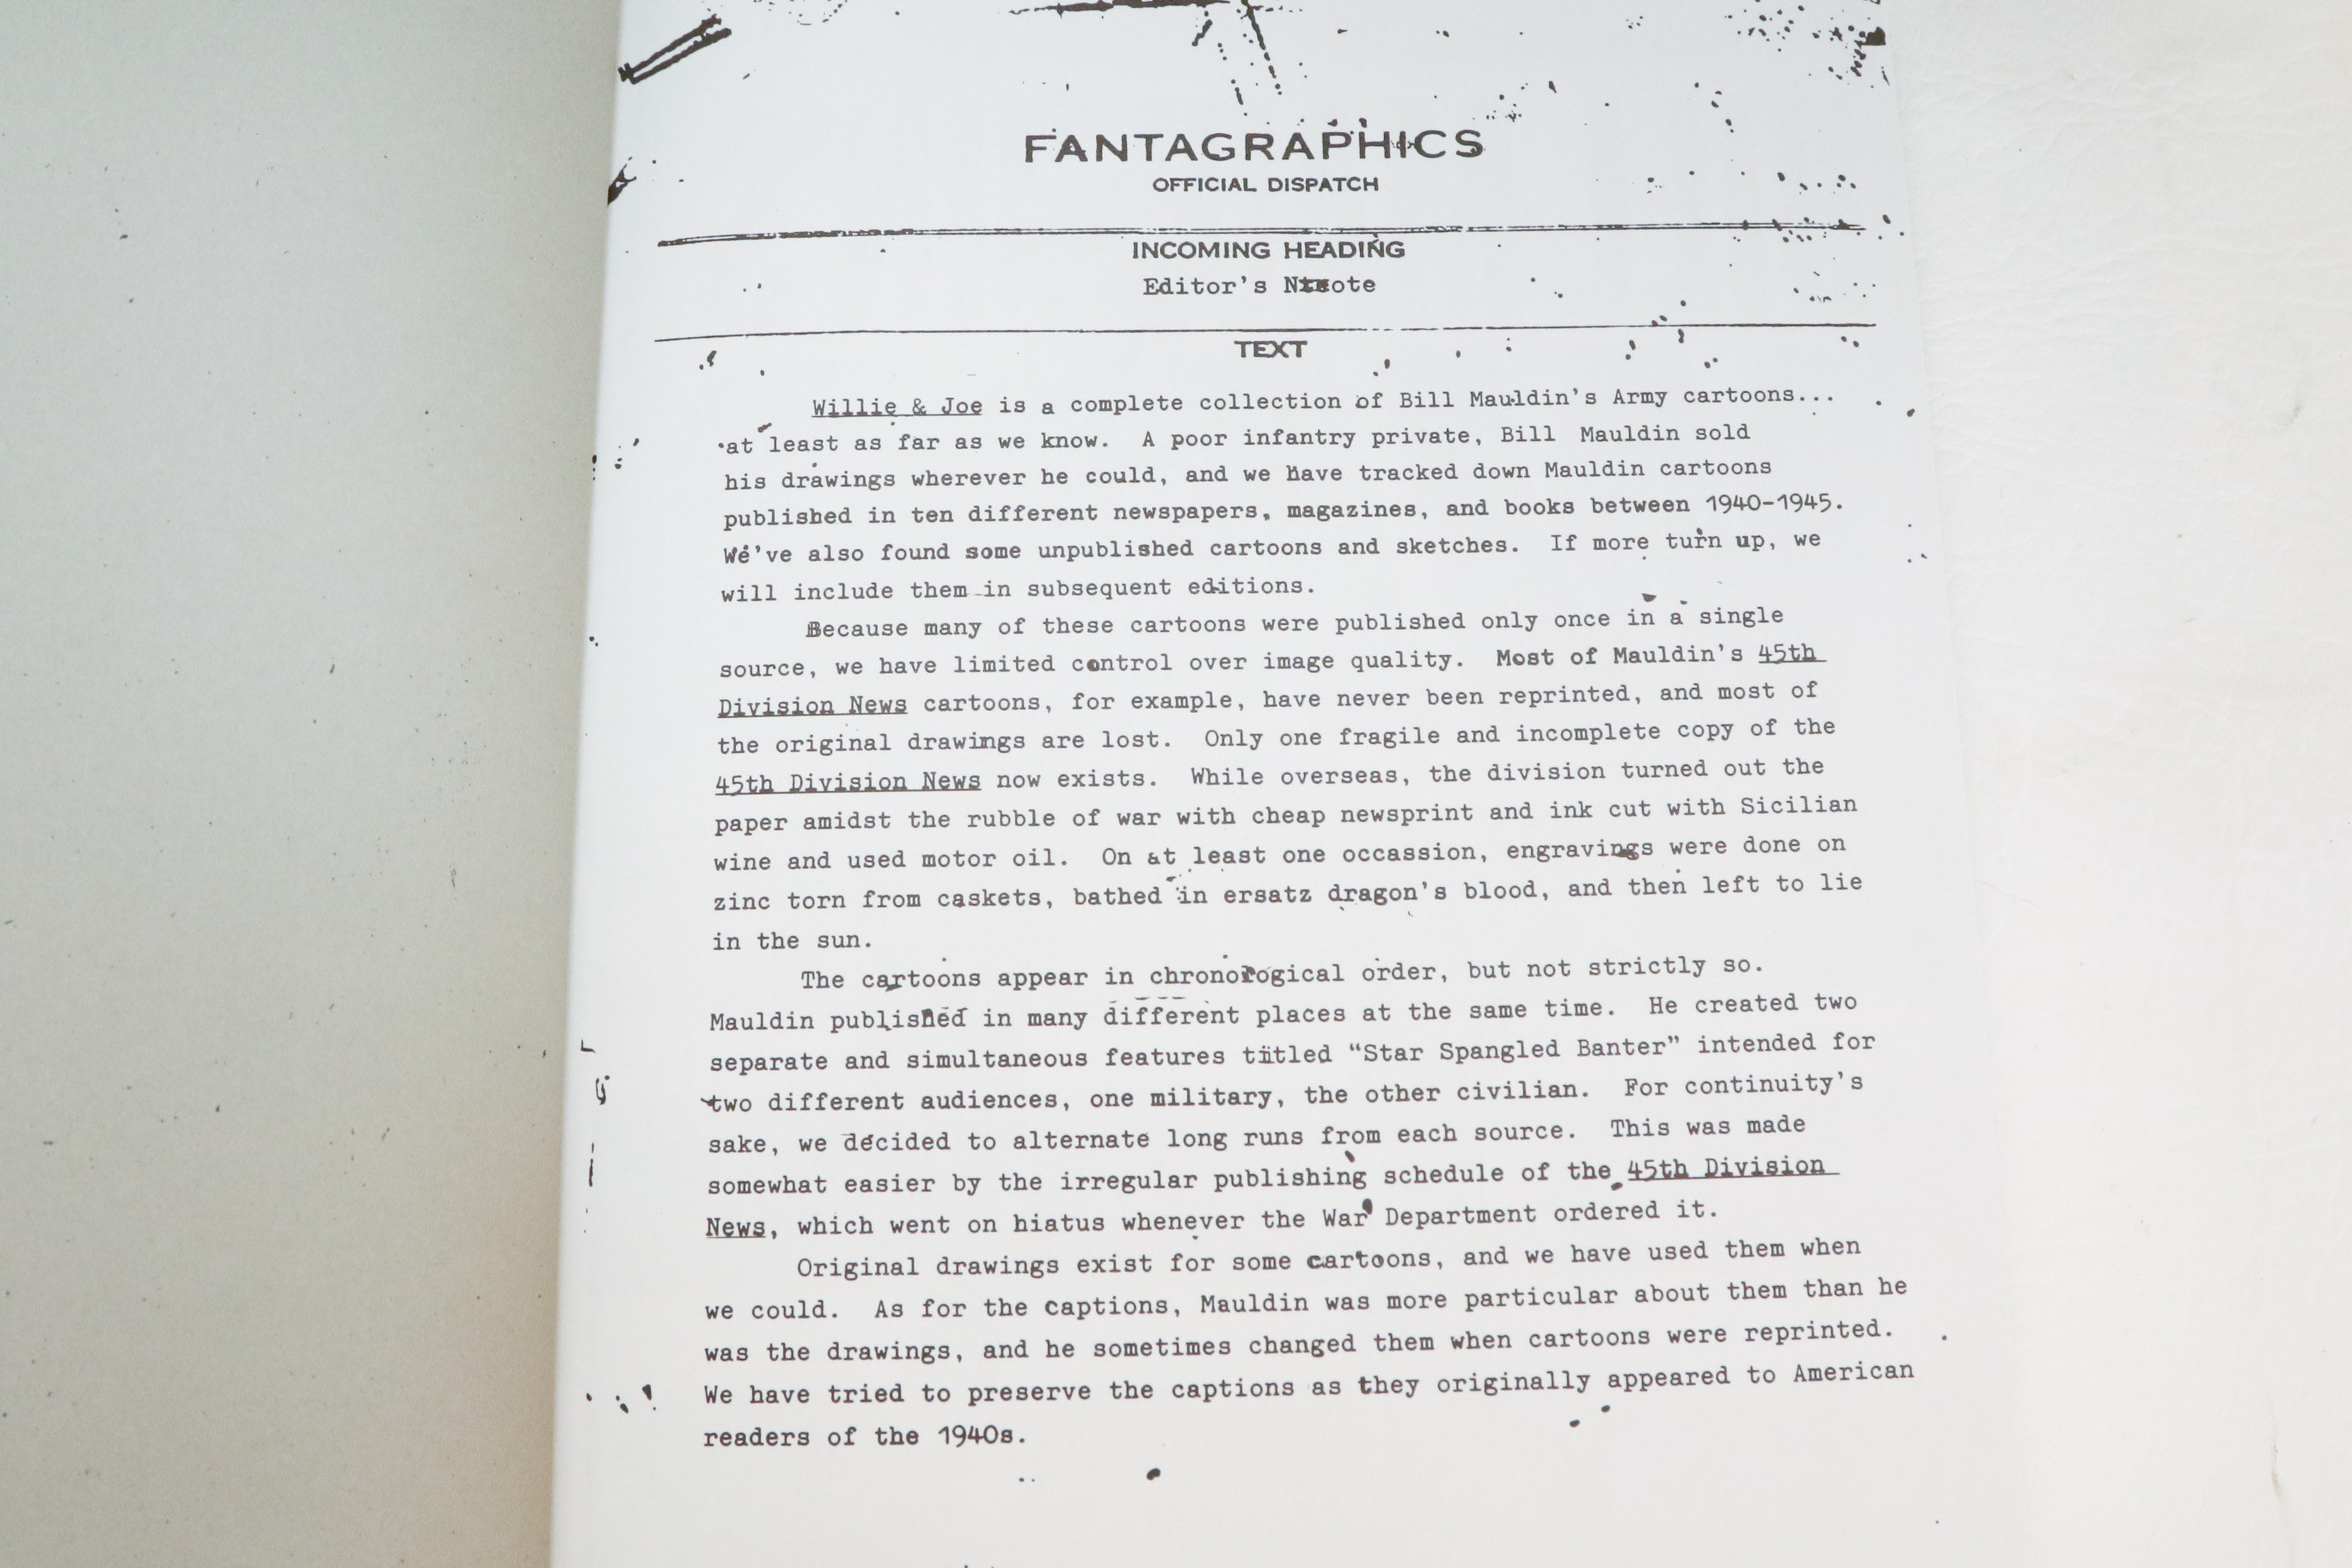 FANTAGRAPHICS
OFFICIAL DISPATCH
INCOMING HEADING
Editor's Note
TEXT
Willie & Joe is a complete collection of Bill Mauldin's Army cartoons...
at least as far as we know. A poor infantry private, Bill Mauldin sold
his drawings wherever he could, and we have tracked down Mauldin cartoons
published in ten different newspapers, magazines, and books between 1940-1945.
We've also found some unpublished cartoons and sketches. If more turn up, we
will include them in subsequent editions.
Because many of these cartoons were published only once in a single
source, we have limited control over image quality. Most of Mauldin's 45th
Division News cartoons, for example, have never been reprinted, and most of
the original drawings are lost. Only one fragile and incomplete copy of the
45th Division News now exists. While overseas, the division turned out the
paper amidst the rubble of war with cheap newsprint and ink cut with Sicilian
wine and used motor oil. On at least one occassion, engravings were done on
zinc torn from caskets, bathed in ersatz dragon's blood, and then left to lie
in the sun.
The cartoons appear in chronological order, but not strictly so.
Mauldin published in many different places at the same time. He created two
separate and simultaneous features titled “Star Spangled Banter” intended for
two different audiences, one military, the other civilian. For continuity's
sake, we decided to alternate long runs from each source. This was made
somewhat easier by the irregular publishing schedule of the 45th Division
News, which went on hiatus whenever the War Department ordered it.
Original drawings exist for some cartoons, and we have used them when
we could. As for the captions, Mauldin was more particular about them than he
was the drawings, and he sometimes changed them when cartoons were reprinted.
We have tried to preserve the captions as they originally appeared to American
readers of the 1940s.